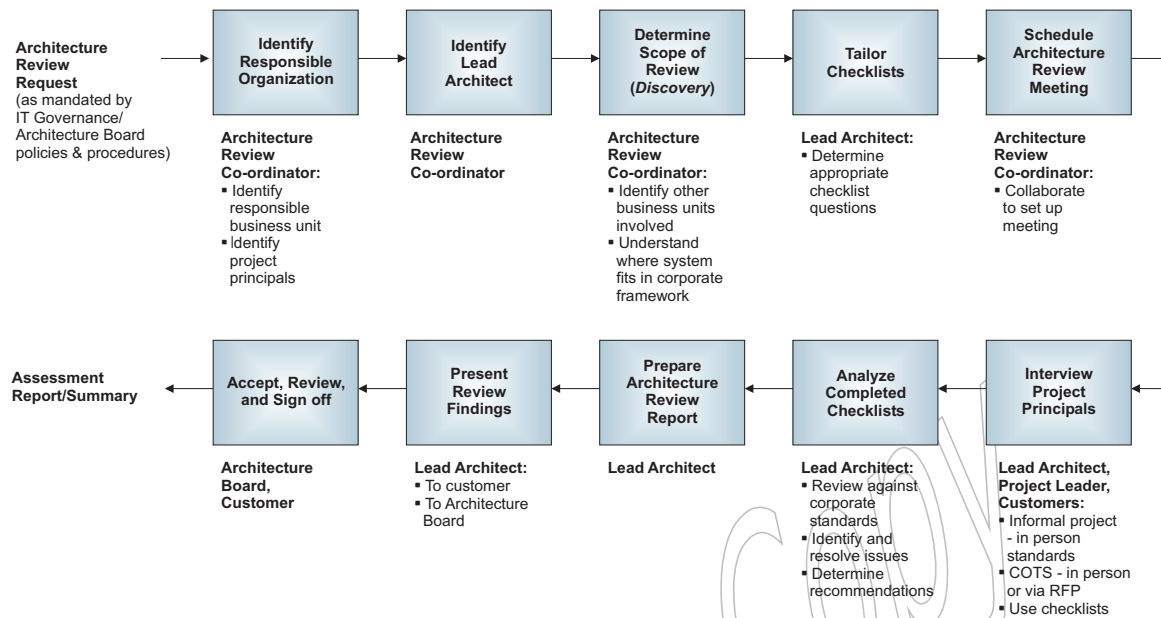 Architecture
Review
Request
(as mandated by
IT Governance/
Architecture Board
policies & procedures)
Identify
Responsible
Organization
Architecture
Review
Co-ordinator:
▪ Identify
responsible
business unit
▪ Identify
project
principals
Identify
Lead
Architect
Architecture
Review
Co-ordinator
Determine
Scope of
Review
(Discovery)
Architecture
Review
Co-ordinator:
▪ Identify other
business units
involved
▪ Understand
where system
fits in corporate
framework
Tailor
Checklists
Lead Architect:
▪ Determine
appropriate
checklist
questions
Schedule
Architecture
Review
Meeting
Architecture
Review
Co-ordinator:
▪ Collaborate
to set up
meeting
Interview
Project
Principals
Lead Architect,
Project Leader,
Customers:
▪ Informal project
- in person
standards
▪ COTS - in person
or via RFP
▪ Use checklists
Analyze
Completed
Checklists
Lead Architect:
▪ Review against
corporate
standards
▪ Identify and
resolve issues
▪ Determine
recommendations
Prepare
Architecture
Review
Report
Lead Architect
Present
Review
Findings
Lead Architect:
▪ To customer
▪ To Architecture
Board
Accept, Review,
and Sign off
Architecture
Board,
Customer
Assessment
Report/Summary
copy